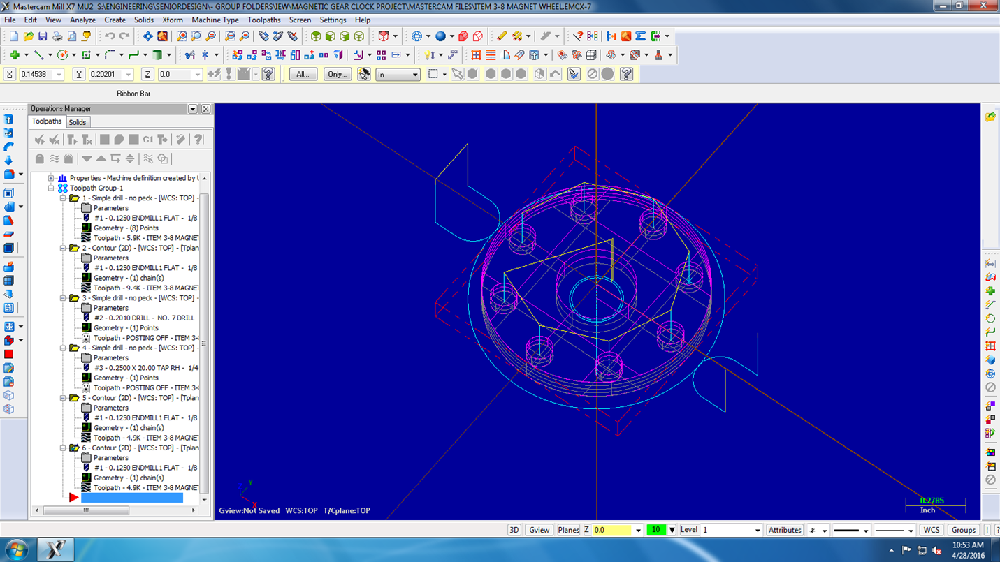 Mastercam Mill X7 MU2 S:\ENGINEERING\SENIORDESIGN\- GROUP FOLDERS\IEW\MAGNETIC GEAR CLOCK PROJECT\MASTERCAM FILES\ITEM 3-8 MAGNET WHEEL.EMCX-7
File Edit View Analyze Create Solids Xform Machine Type Toolpaths Screen Settings Help
X 0.14538 Y 0.20201 Z 0.0 All... Only... In
Ribbon Bar
Operations Manager
Toolpaths Solids
G1
Properties - Machine definition created by
Toolpath Group-1
1 - Simple drill - no peck - [WCS: TOP] -
Parameters
#1 - 0.1250 ENDMILL1 FLAT - 1/8
Geometry - (8) Points
Toolpath - 5.9K - ITEM 3-8 MAGNET
2 - Contour (2D) - [WCS: TOP] - [Tplan
Parameters
#1 - 0.1250 ENDMILL1 FLAT - 1/8
Geometry - (1) chain(s)
Toolpath - 9.4K - ITEM 3-8 MAGNET
3 - Simple drill - no peck - [WCS: TOP] -
Parameters
#2 - 0.2010 DRILL - NO. 7 DRILL
Geometry - (1) Points
Toolpath - POSTING OFF - ITEM 3-8
4 - Simple drill - no peck - [WCS: TOP] -
Parameters
#3 - 0.2500 X 20.00 TAP RH - 1/4
Geometry - (1) Points
Toolpath - POSTING OFF - ITEM 3-8
5 - Contour (2D) - [WCS: TOP] - [Tplan
Parameters
#1 - 0.1250 ENDMILL1 FLAT - 1/8
Geometry - (1) chain(s)
Toolpath - 4.9K - ITEM 3-8 MAGNET
6 - Contour (2D) - [WCS: TOP] - [Tplan
Parameters
#1 - 0.1250 ENDMILL1 FLAT - 1/8
Geometry - (1) chain(s)
Toolpath - 4.9K - ITEM 3-8 MAGNET
Z Y
X
Gview:Not Saved WCS:TOP T/Cplane:TOP
0.2785
Inch
3D Gview Planes Z 0.0 10 Level 1 Attributes WCS Groups ! ?
10:53 AM
4/28/2016